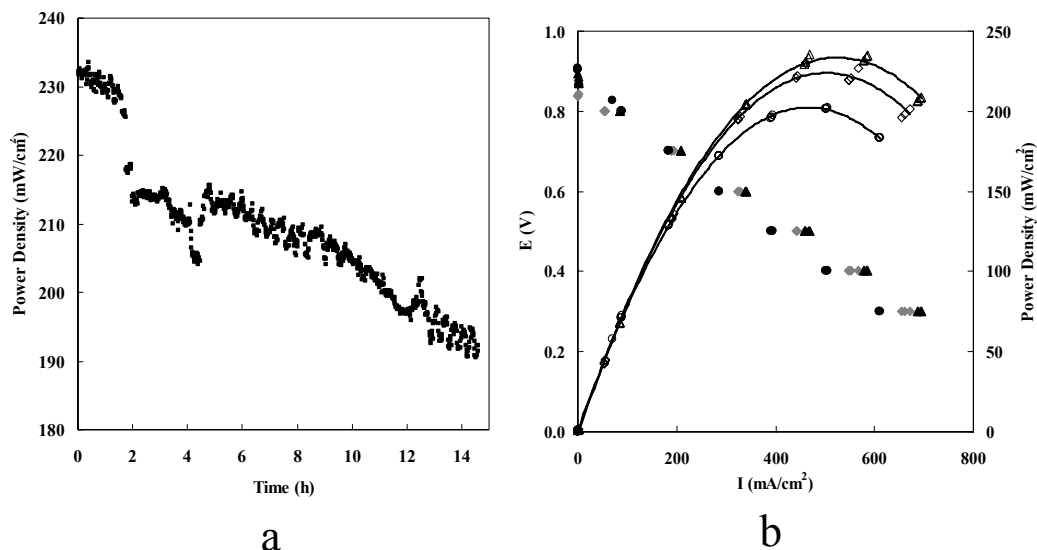 240
230
220
210
200
190
180
Power Density (mW/cm²)
0 2 4 6 8 10 12 14
Time (h)
a
1.0
0.8
0.6
0.4
0.2
0.0
E (V)
250
200
150
100
50
0
Power Density (mW/cm²)
0 200 400 600 800
I (mA/cm²)
b